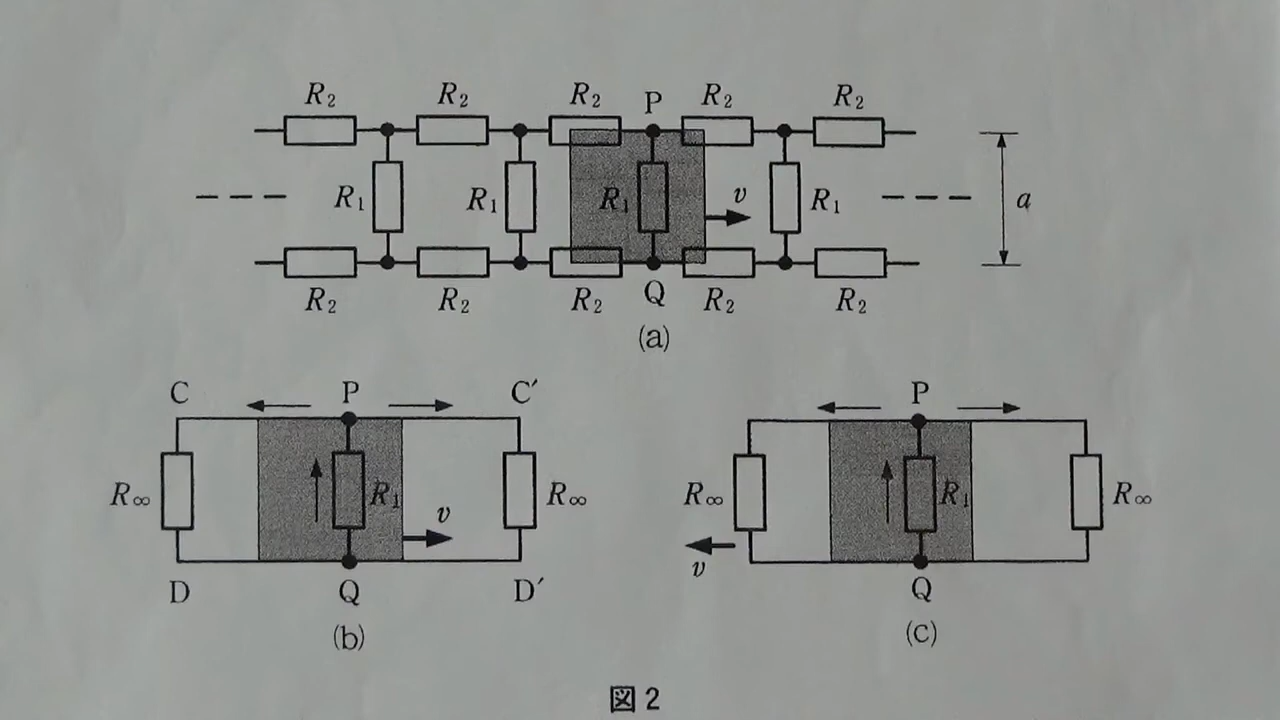 R₂ R₂ R₂ P R₂ R₂
R₁ R₁ R₁ v R₁ a
R₂ R₂ R₂ Q R₂ R₂
(a)
C P C′ P
R∞ R₁ v R∞ R∞ R₁ R∞
v
D Q D′ Q
(b) (c)
図 2